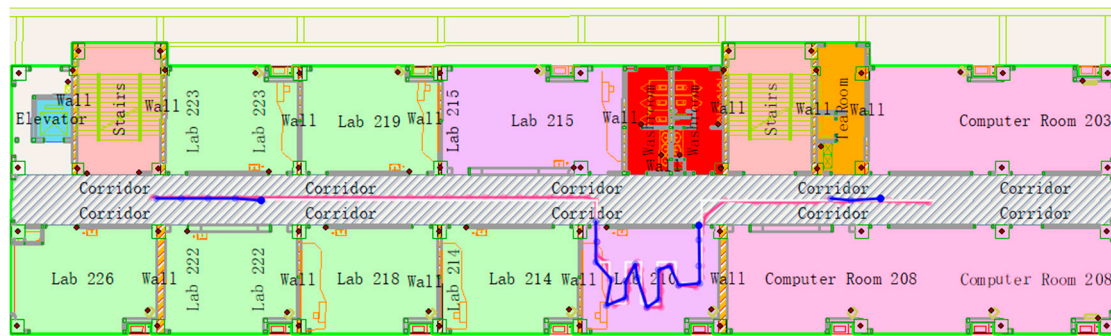 Elevator
Wall
Stairs
Wall
Lab 223
Lab 223
Wall
Lab 219
Wall
Lab 215
Lab 215
Wall
Washroom
Wall
Washroom
Wall
Stairs
Wall
TeaRoom
Wall
Computer Room 203
Corridor Corridor Corridor Corridor Corridor
Corridor Corridor Corridor Corridor Corridor
Lab 226
Wall
Lab 222
Lab 222
Wall
Lab 218
Wall
Lab 214
Lab 214
Wall
Lab 210
Wall
Computer Room 208
Computer Room 208